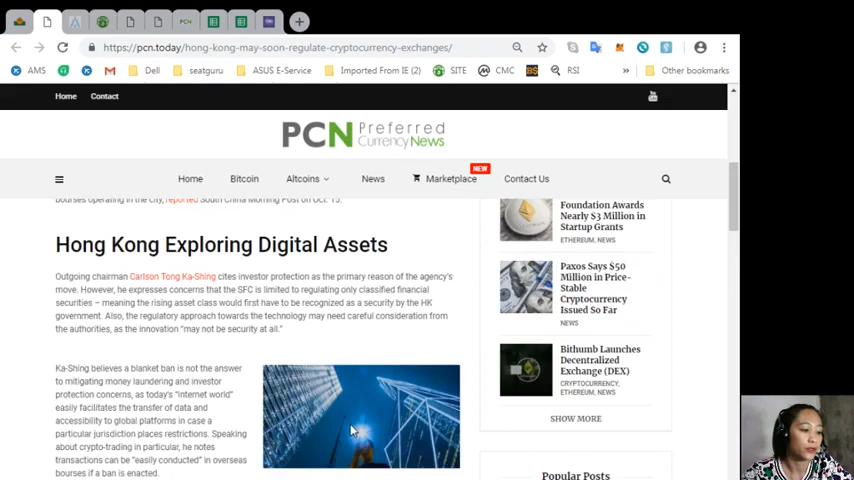 PCN
https://pcn.today/hong-kong-may-soon-regulate-cryptocurrency-exchanges/
AMS
Dell
seatguru
ASUS E-Service
Imported From IE (2)
SITE
CMC
RSI
»
Other bookmarks
Home
Contact
PCN Preferred
Currency News
NEW
Home
Bitcoin
Altcoins
News
Marketplace
Contact Us
bourses operating in the city, reported South China Morning Post on Oct. 15.
Hong Kong Exploring Digital Assets
Outgoing chairman Carlson Tong Ka-Shing cites investor protection as the primary reason of the agency's
move. However, he expresses concerns that the SFC is limited to regulating only classified financial
securities – meaning the rising asset class would first have to be recognized as a security by the HK
government. Also, the regulatory approach towards the technology may need careful consideration from
the authorities, as the innovation "may not be security at all."
Ka-Shing believes a blanket ban is not the answer
to mitigating money laundering and investor
protection concerns, as today's "internet world"
easily facilitates the transfer of data and
accessibility to global platforms in case a
particular jurisdiction places restrictions. Speaking
about crypto-trading in particular, he notes
transactions can be "easily conducted" in overseas
bourses if a ban is enacted.
Foundation Awards
Nearly $3 Million in
Startup Grants
ETHEREUM, NEWS
Paxos Says $50
Million in Price-
Stable
Cryptocurrency
Issued So Far
NEWS
Bithumb Launches
Decentralized
Exchange (DEX)
CRYPTOCURRENCY,
ETHEREUM, NEWS
SHOW MORE
Popular Posts